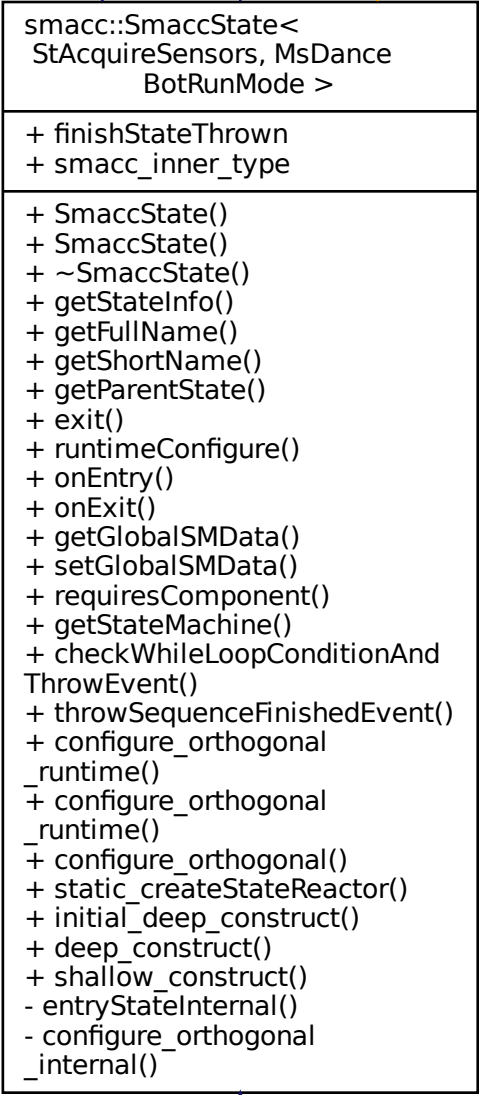 smacc::SmaccState<
StAcquireSensors, MsDance
BotRunMode >
+ finishStateThrown
+ smacc_inner_type
+ SmaccState()
+ SmaccState()
+ ~SmaccState()
+ getStateInfo()
+ getFullName()
+ getShortName()
+ getParentState()
+ exit()
+ runtimeConfigure()
+ onEntry()
+ onExit()
+ getGlobalSMData()
+ setGlobalSMData()
+ requiresComponent()
+ getStateMachine()
+ checkWhileLoopConditionAnd
ThrowEvent()
+ throwSequenceFinishedEvent()
+ configure_orthogonal
_runtime()
+ configure_orthogonal
_runtime()
+ configure_orthogonal()
+ static_createStateReactor()
+ initial_deep_construct()
+ deep_construct()
+ shallow_construct()
- entryStateInternal()
- configure_orthogonal
_internal()